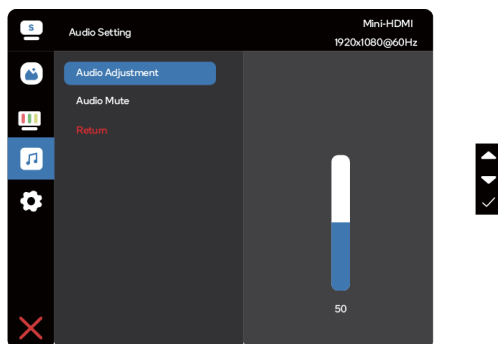 S
Audio Setting
Mini-HDMI
1920x1080@60Hz
Audio Adjustment
Audio Mute
Return
50